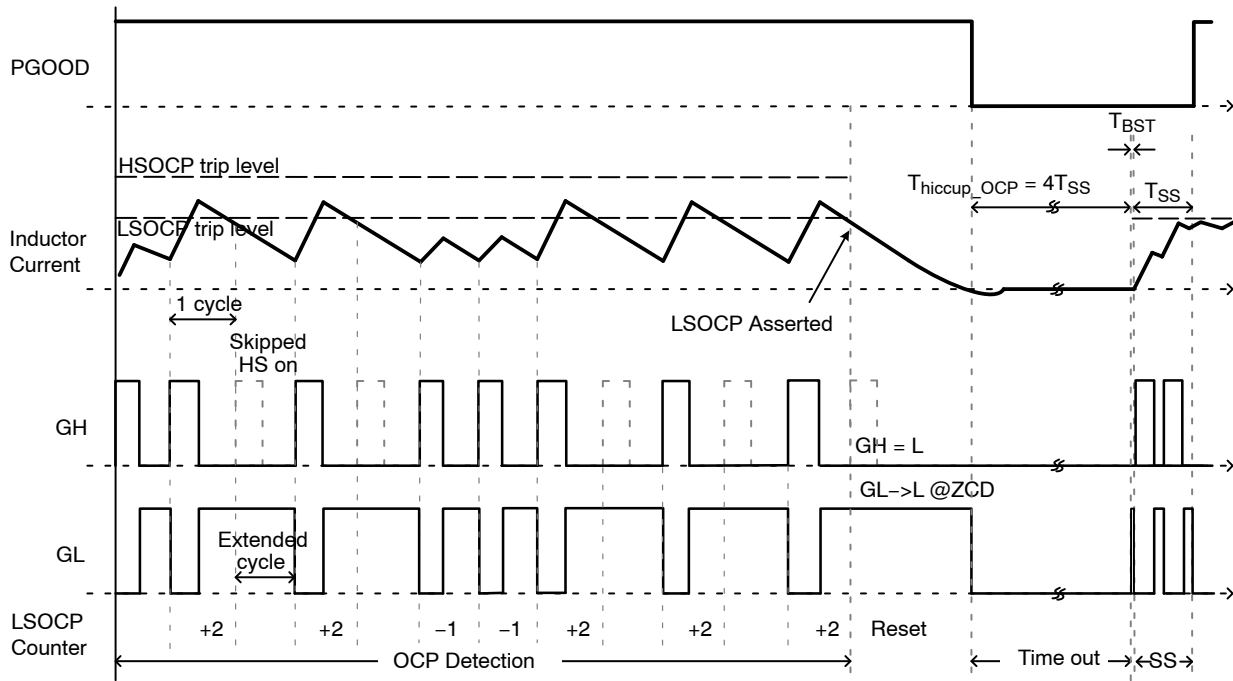 PGOOD
T_BST
HSOCP trip level
T_hiccup_OCP = 4T_SS
T_SS
LSOCP trip level
Inductor
Current
1 cycle
LSOCP Asserted
Skipped
HS on
GH
GH = L
GL−>L @ZCD
GL
Extended
cycle
LSOCP
Counter
+2 +2 −1 −1 +2 +2 +2 Reset
OCP Detection Time out SS